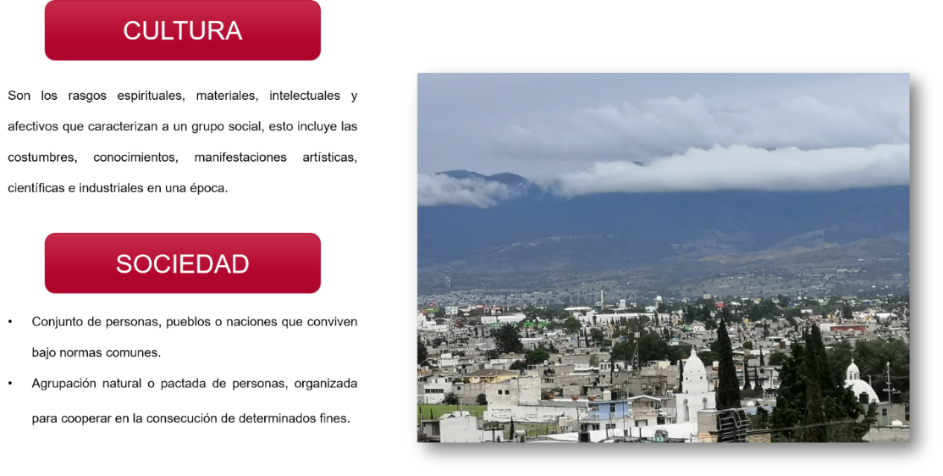 CULTURA
Son los rasgos espirituales, materiales, intelectuales y
afectivos que caracterizan a un grupo social, esto incluye las
costumbres, conocimientos, manifestaciones artísticas,
científicas e industriales en una época.
SOCIEDAD
• Conjunto de personas, pueblos o naciones que conviven
bajo normas comunes.
• Agrupación natural o pactada de personas, organizada
para cooperar en la consecución de determinados fines.